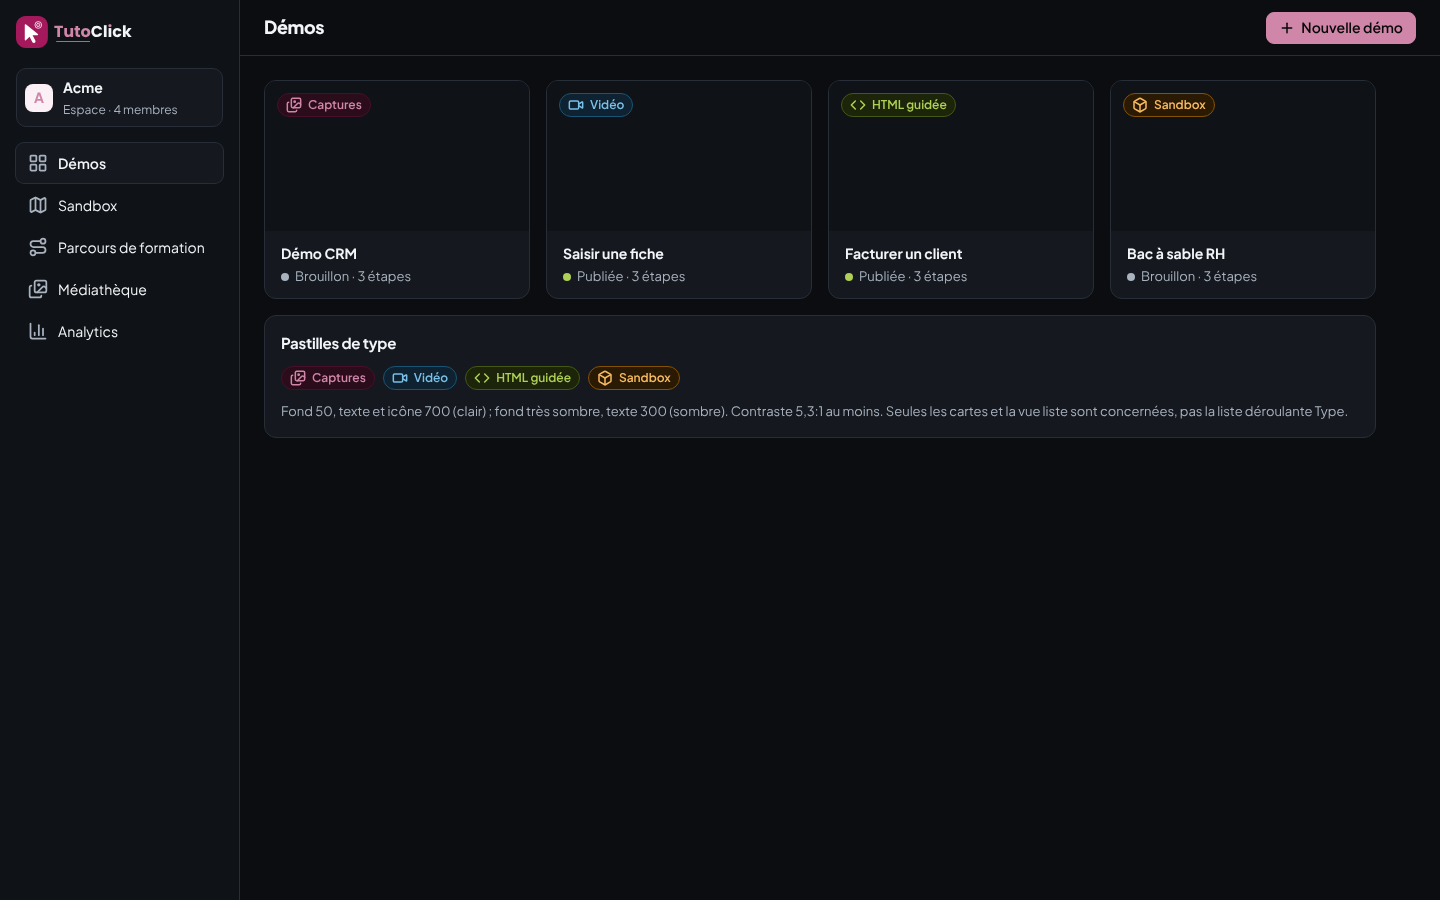 TutoClick
A
Acme
Espace · 4 membres
Démos
Sandbox
Parcours de formation
Médiathèque
Analytics
Démos
Nouvelle démo
Captures
Démo CRM
Brouillon · 3 étapes
Vidéo
Saisir une fiche
Publiée · 3 étapes
HTML guidée
Facturer un client
Publiée · 3 étapes
Sandbox
Bac à sable RH
Brouillon · 3 étapes
Pastilles de type
Captures Vidéo HTML guidée Sandbox
Fond 50, texte et icône 700 (clair) ; fond très sombre, texte 300 (sombre). Contraste 5,3:1 au moins. Seules les cartes et la vue liste sont concernées, pas la liste déroulante Type.